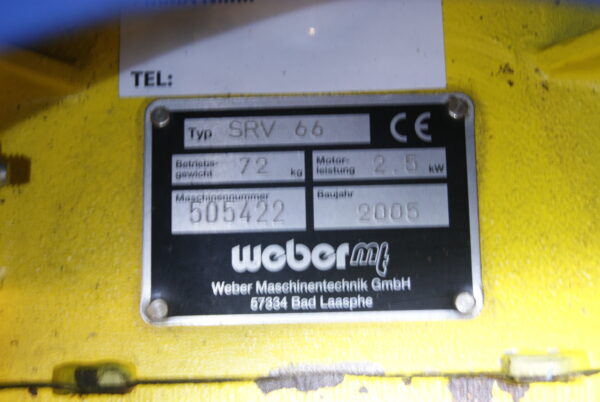 TEL:
Typ SRV 66 CE
Betriebs-gewicht 72 kg Motor-leistung 2.5 kW
Maschinennummer 505422 Baujahr 2005
weber mt
Weber Maschinentechnik GmbH
57334 Bad Laasphe